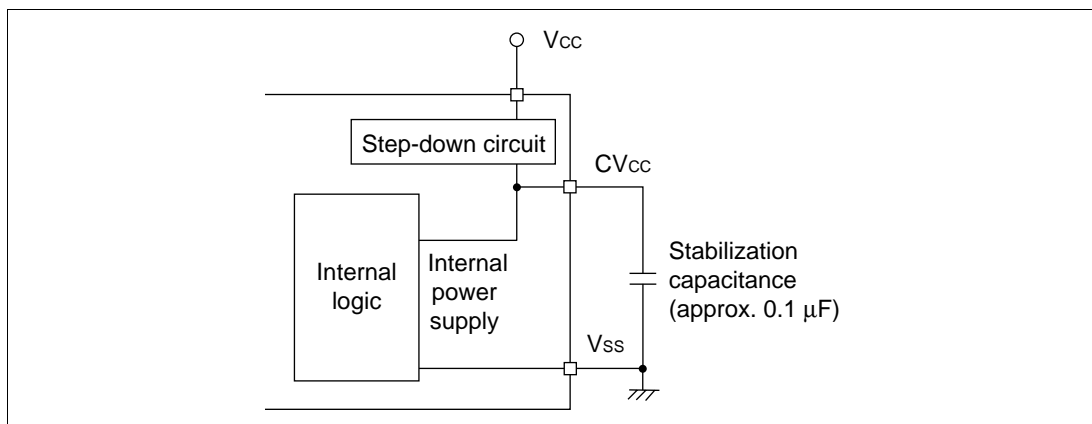 VCC
Step-down circuit
CVCC
Internal
logic
Internal
power
supply
Stabilization
capacitance
(approx. 0.1 μF)
VSS